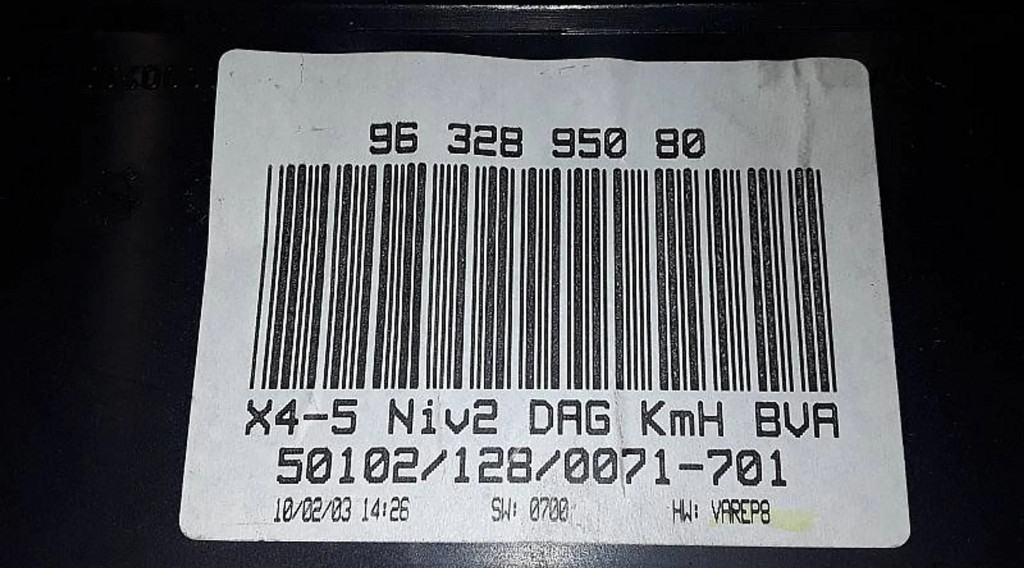 96 328 950 80
X4-5 Niv2 DAG KmH BVA
50102/128/0071-701
10/02/03 14:26 SW: 0700 HW: VAREP8